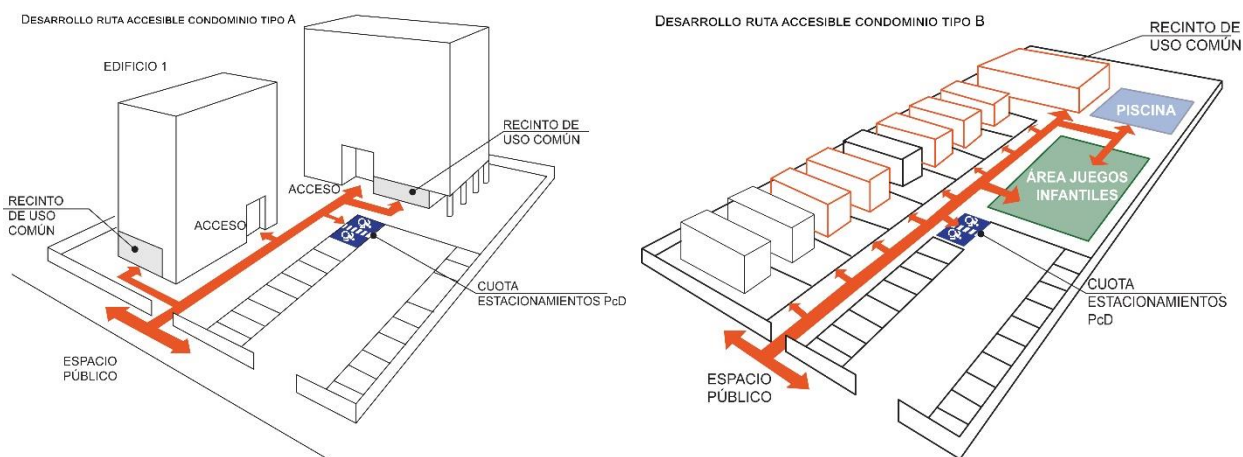 DESARROLLO RUTA ACCESIBLE CONDOMINIO TIPO A
EDIFICIO 1
RECINTO DE
USO COMÚN
ACCESO
RECINTO
DE USO
COMÚN
ACCESO
CUOTA
ESTACIONAMIENTOS PcD
ESPACIO
PÚBLICO
DESARROLLO RUTA ACCESIBLE CONDOMINIO TIPO B
RECINTO DE
USO COMÚN
PISCINA
ÁREA JUEGOS
INFANTILES
CUOTA
ESTACIONAMIENTOS
PcD
ESPACIO
PÚBLICO